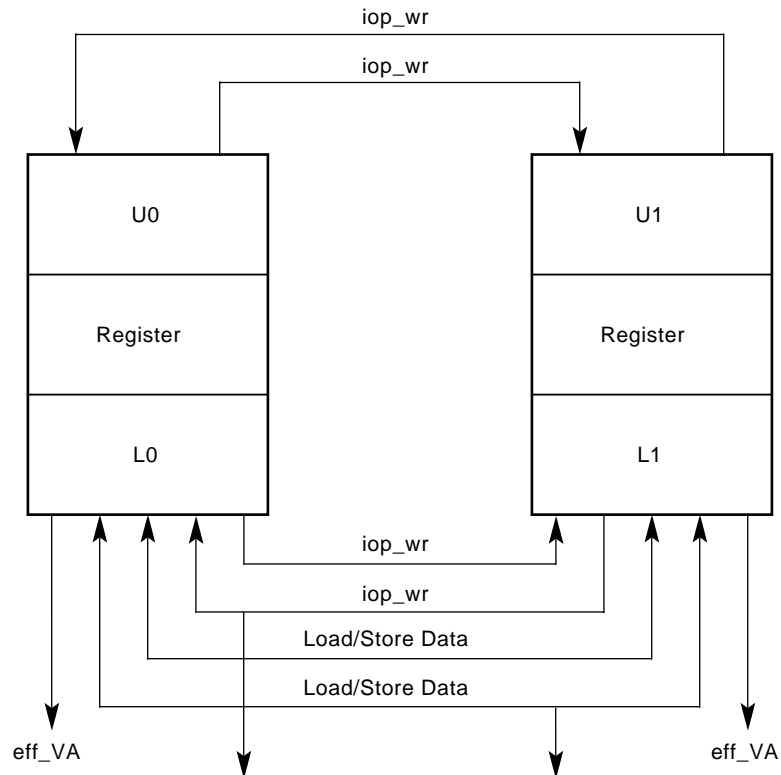 iop_wr
iop_wr
U0
U1
Register
Register
L0
L1
iop_wr
iop_wr
Load/Store Data
Load/Store Data
eff_VA
eff_VA